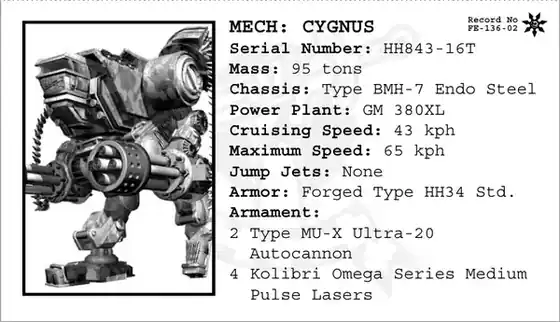 MECH: CYGNUS
Record No
FE-136-02
Serial Number: HH843-16T
Mass: 95 tons
Chassis: Type BMH-7 Endo Steel
Power Plant: GM 380XL
Cruising Speed: 43 kph
Maximum Speed: 65 kph
Jump Jets: None
Armor: Forged Type HH34 Std.
Armament:
2 Type MU-X Ultra-20
Autocannon
4 Kolibri Omega Series Medium
Pulse Lasers